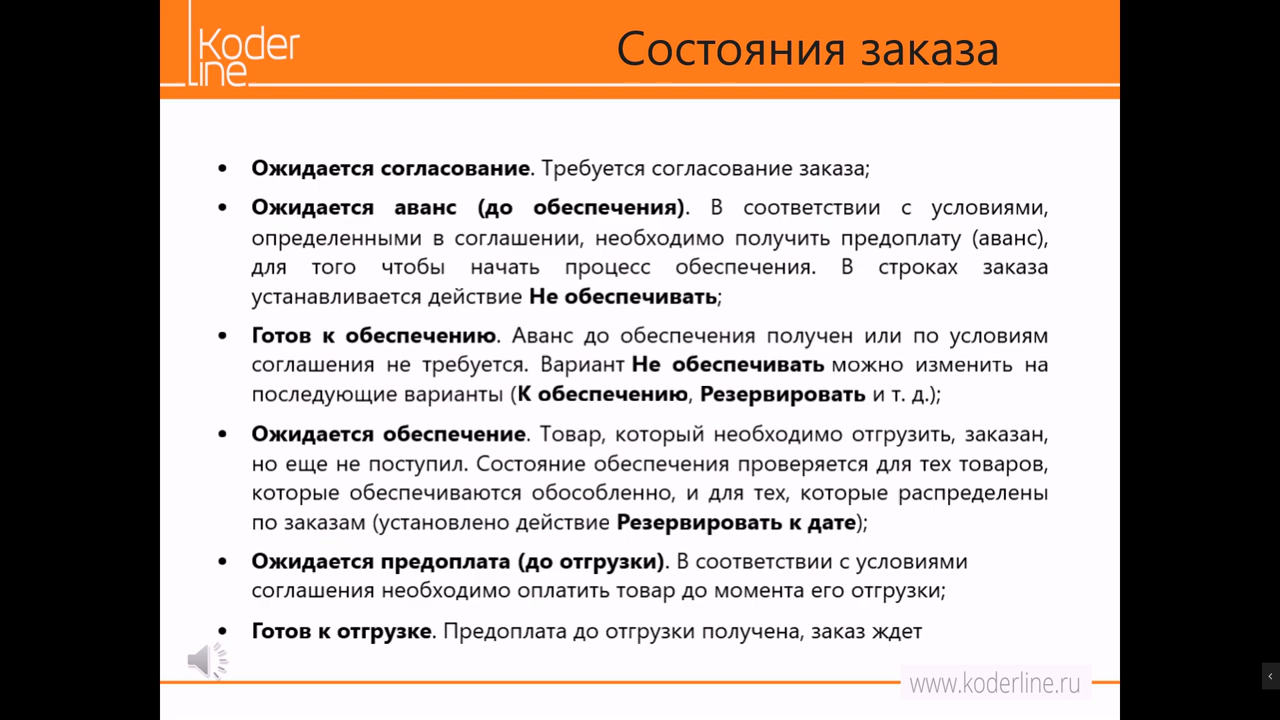 Koder
line
Состояния заказа
• Ожидается согласование. Требуется согласование заказа;
• Ожидается аванс (до обеспечения). В соответствии с условиями,
определенными в соглашении, необходимо получить предоплату (аванс),
для того чтобы начать процесс обеспечения. В строках заказа
устанавливается действие Не обеспечивать;
• Готов к обеспечению. Аванс до обеспечения получен или по условиям
соглашения не требуется. Вариант Не обеспечивать можно изменить на
последующие варианты (К обеспечению, Резервировать и т. д.);
• Ожидается обеспечение. Товар, который необходимо отгрузить, заказан,
но еще не поступил. Состояние обеспечения проверяется для тех товаров,
которые обеспечиваются обособленно, и для тех, которые распределены
по заказам (установлено действие Резервировать к дате);
• Ожидается предоплата (до отгрузки). В соответствии с условиями
соглашения необходимо оплатить товар до момента его отгрузки;
• Готов к отгрузке. Предоплата до отгрузки получена, заказ ждет
www.koderline.ru